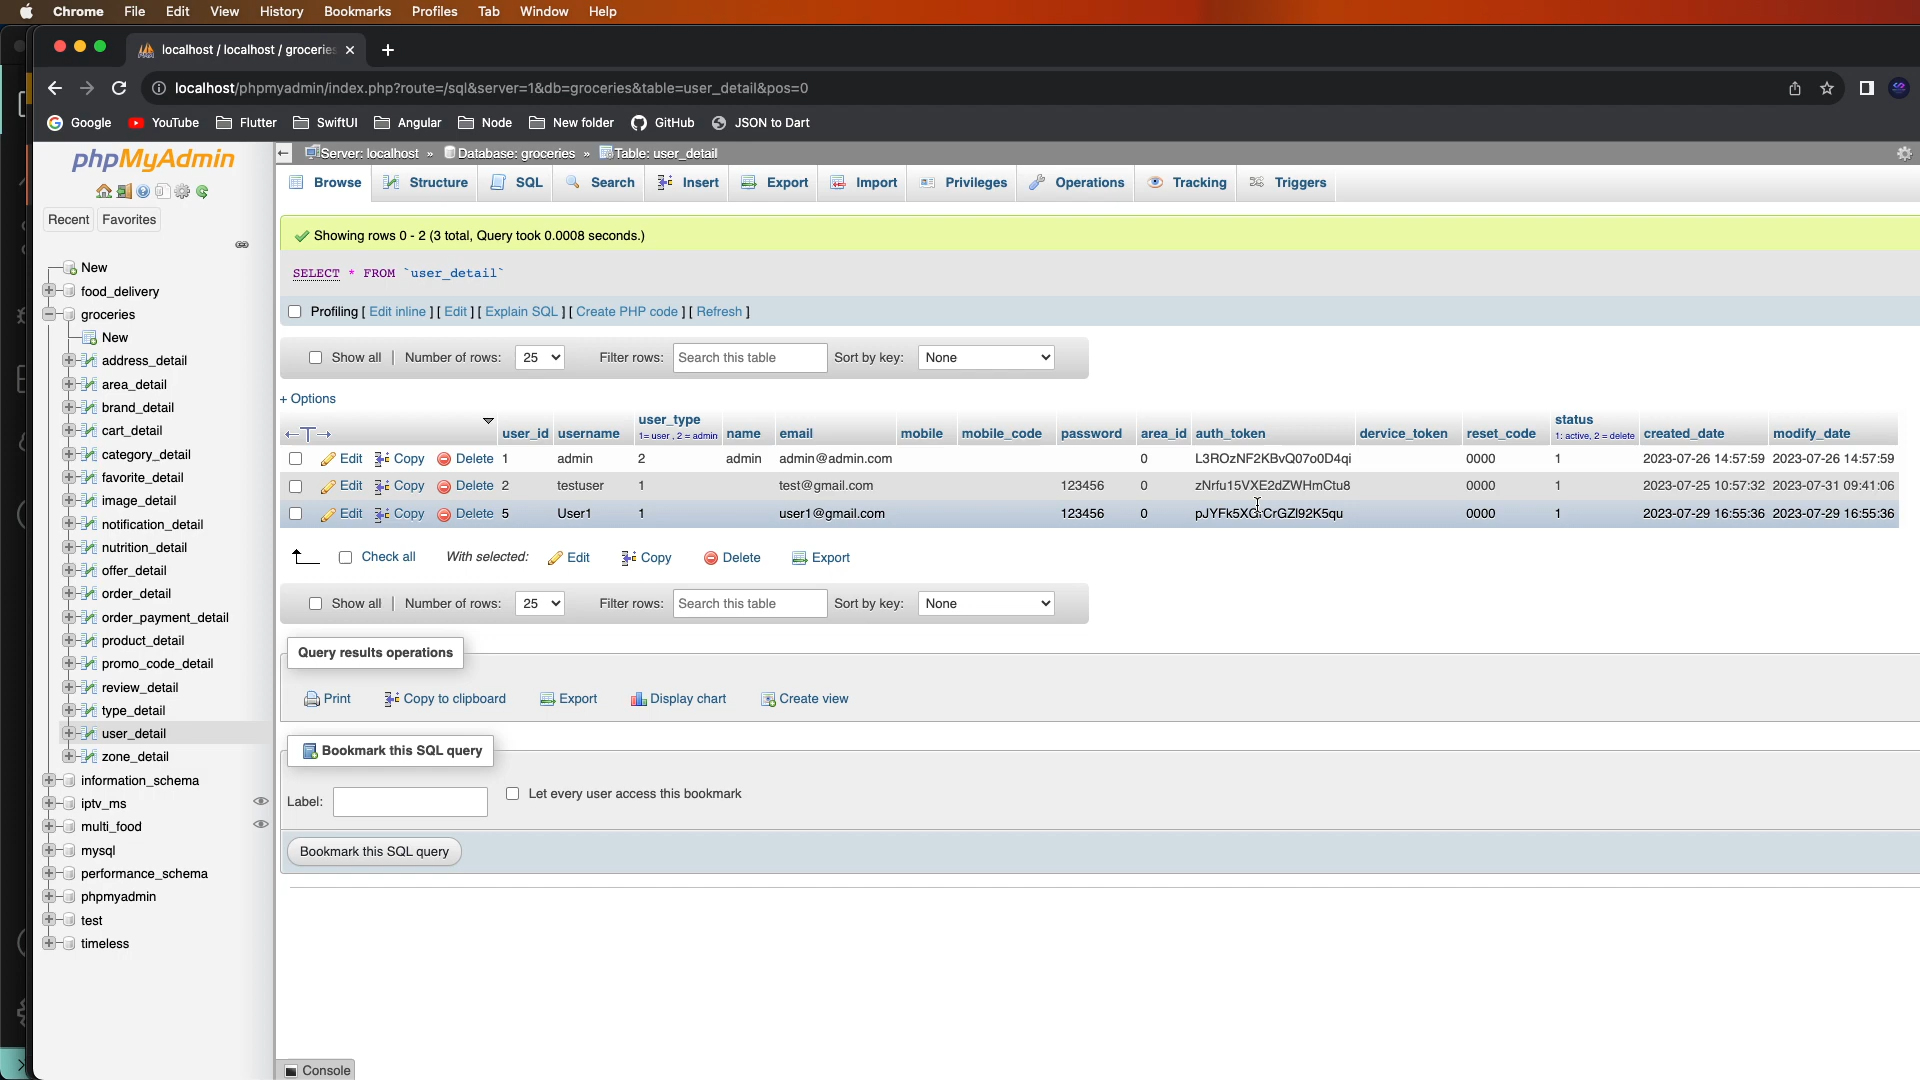 Chrome File Edit View History Bookmarks Profiles Tab Window Help
localhost / localhost / groceries
localhost/phpmyadmin/index.php?route=/sql&server=1&db=groceries&table=user_detail&pos=0
Google YouTube Flutter SwiftUI Angular Node New folder GitHub JSON to Dart
phpMyAdmin
Recent Favorites
New
food_delivery
groceries
New
address_detail
area_detail
brand_detail
cart_detail
category_detail
favorite_detail
image_detail
notification_detail
nutrition_detail
offer_detail
order_detail
order_payment_detail
product_detail
promo_code_detail
review_detail
type_detail
user_detail
zone_detail
information_schema
iptv_ms
multi_food
mysql
performance_schema
phpmyadmin
test
timeless
Server: localhost » Database: groceries » Table: user_detail
Browse Structure SQL Search Insert Export Import Privileges Operations Tracking Triggers
Showing rows 0 - 2 (3 total, Query took 0.0008 seconds.)
SELECT * FROM `user_detail`
Profiling [ Edit inline ] [ Edit ] [ Explain SQL ] [ Create PHP code ] [ Refresh ]
Show all | Number of rows: 25 Filter rows: Search this table Sort by key: None
+ Options
user_id username user_type 1= user , 2 = admin name email mobile mobile_code password area_id auth_token dervice_token reset_code status 1: active, 2 = delete created_date modify_date
Edit Copy Delete 1 admin 2 admin admin@admin.com 0 L3ROzNF2KBvQ07o0D4qi 0000 1 2023-07-26 14:57:59 2023-07-26 14:57:59
Edit Copy Delete 2 testuser 1 test@gmail.com 123456 0 zNrfu15VXE2dZWHmCtu8 0000 1 2023-07-25 10:57:32 2023-07-31 09:41:06
Edit Copy Delete 5 User1 1 user1@gmail.com 123456 0 0000 1 2023-07-29 16:55:36 2023-07-29 16:55:36
Check all With selected: Edit Copy Delete Export
Show all | Number of rows: 25 Filter rows: Search this table Sort by key: None
Query results operations
Print Copy to clipboard Export Display chart Create view
Bookmark this SQL query
Label: Let every user access this bookmark
Bookmark this SQL query
Console